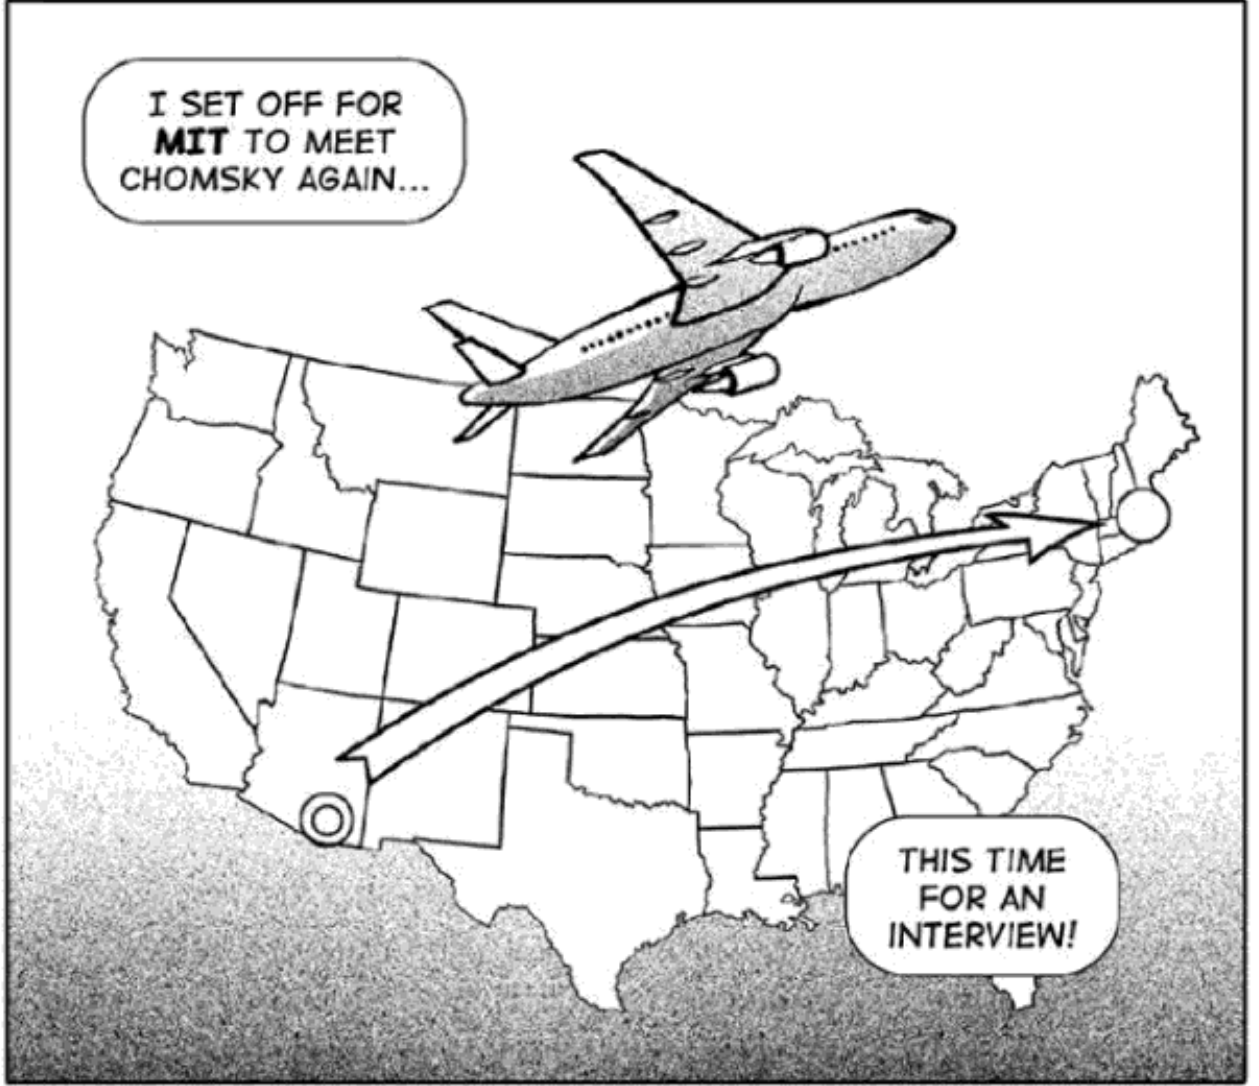 I SET OFF FOR
MIT TO MEET
CHOMSKY AGAIN...
THIS TIME
FOR AN
INTERVIEW!